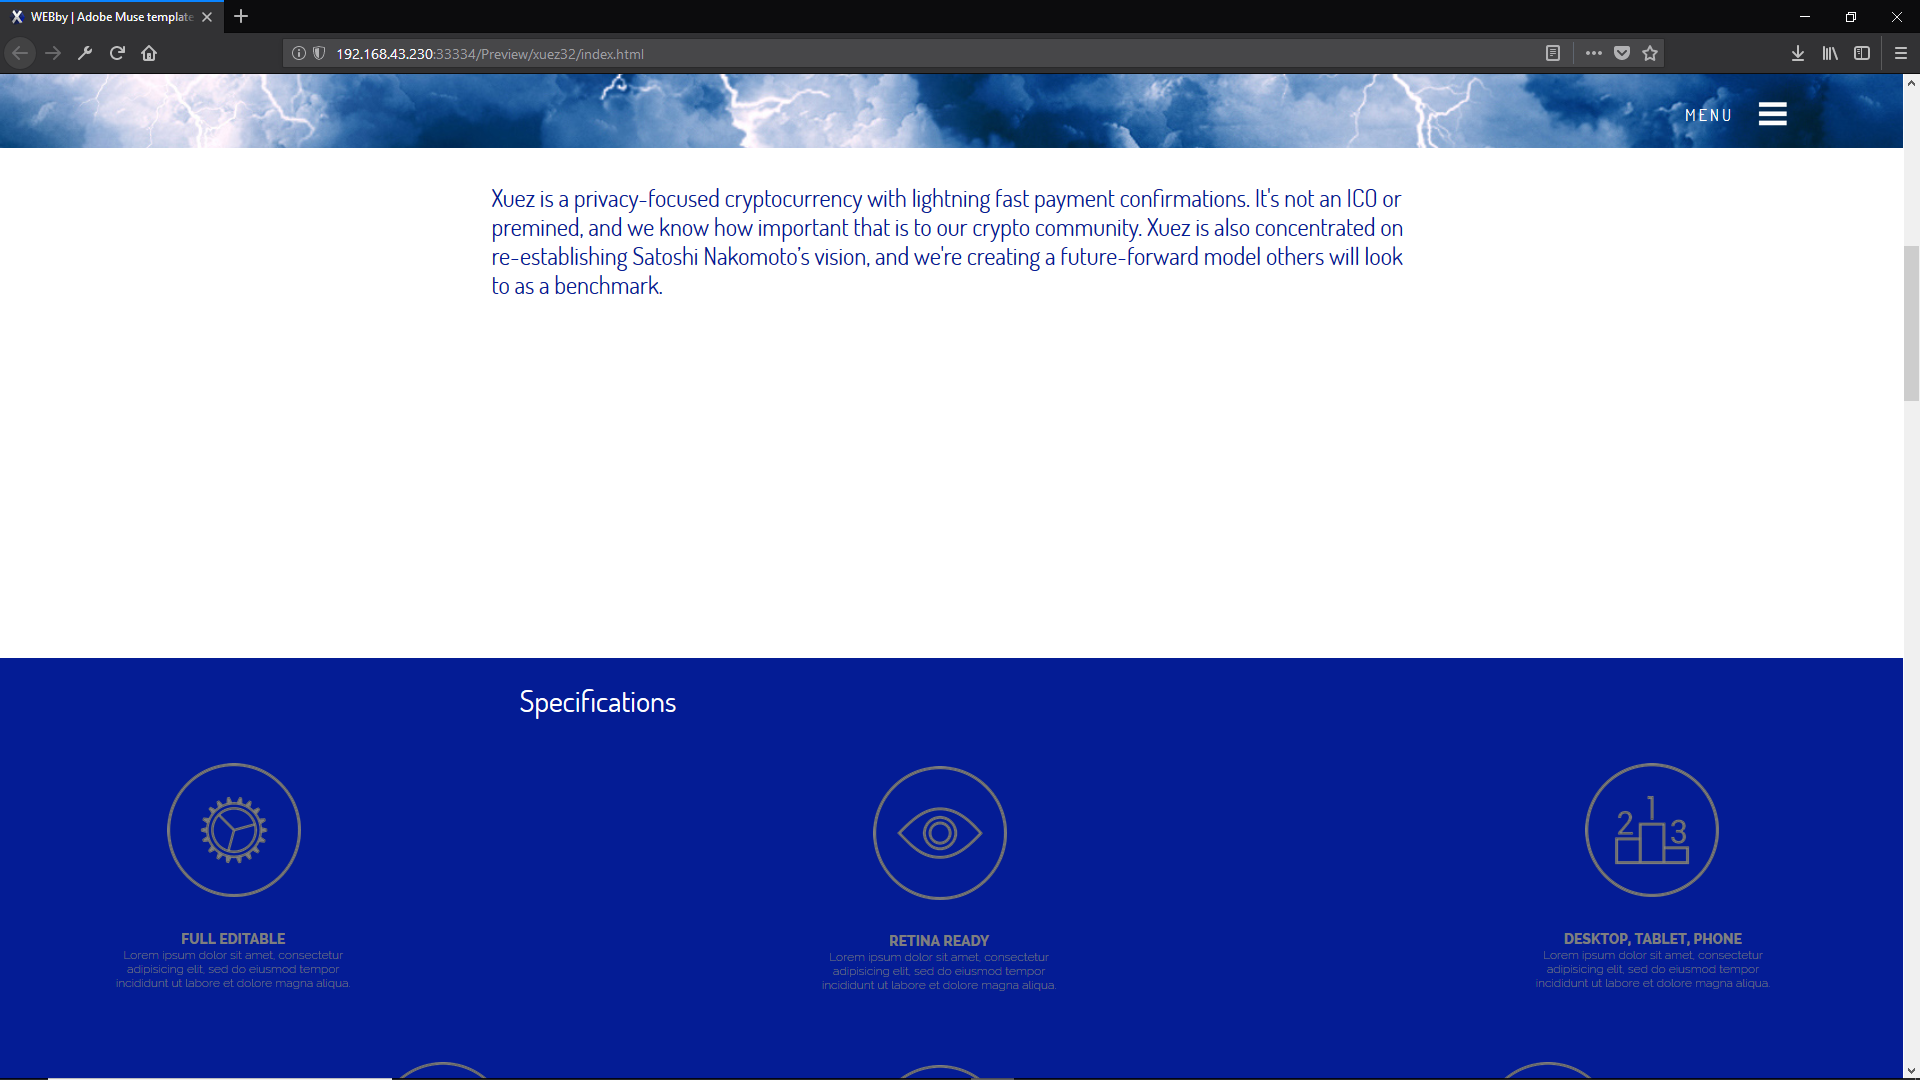 WEBby | Adobe Muse template
192.168.43.230:33334/Preview/xuez32/index.html
MENU
Xuez is a privacy-focused cryptocurrency with lightning fast payment confirmations. It's not an ICO or
premined, and we know how important that is to our crypto community. Xuez is also concentrated on
re-establishing Satoshi Nakomoto’s vision, and we're creating a future-forward model others will look
to as a benchmark.
Specifications
2 1 3
FULL EDITABLE
Lorem ipsum dolor sit amet, consectetur
adipisicing elit, sed do eiusmod tempor
incididunt ut labore et dolore magna aliqua.
RETINA READY
Lorem ipsum dolor sit amet, consectetur
adipisicing elit, sed do eiusmod tempor
incididunt ut labore et dolore magna aliqua.
DESKTOP, TABLET, PHONE
Lorem ipsum dolor sit amet, consectetur
adipisicing elit, sed do eiusmod tempor
incididunt ut labore et dolore magna aliqua.